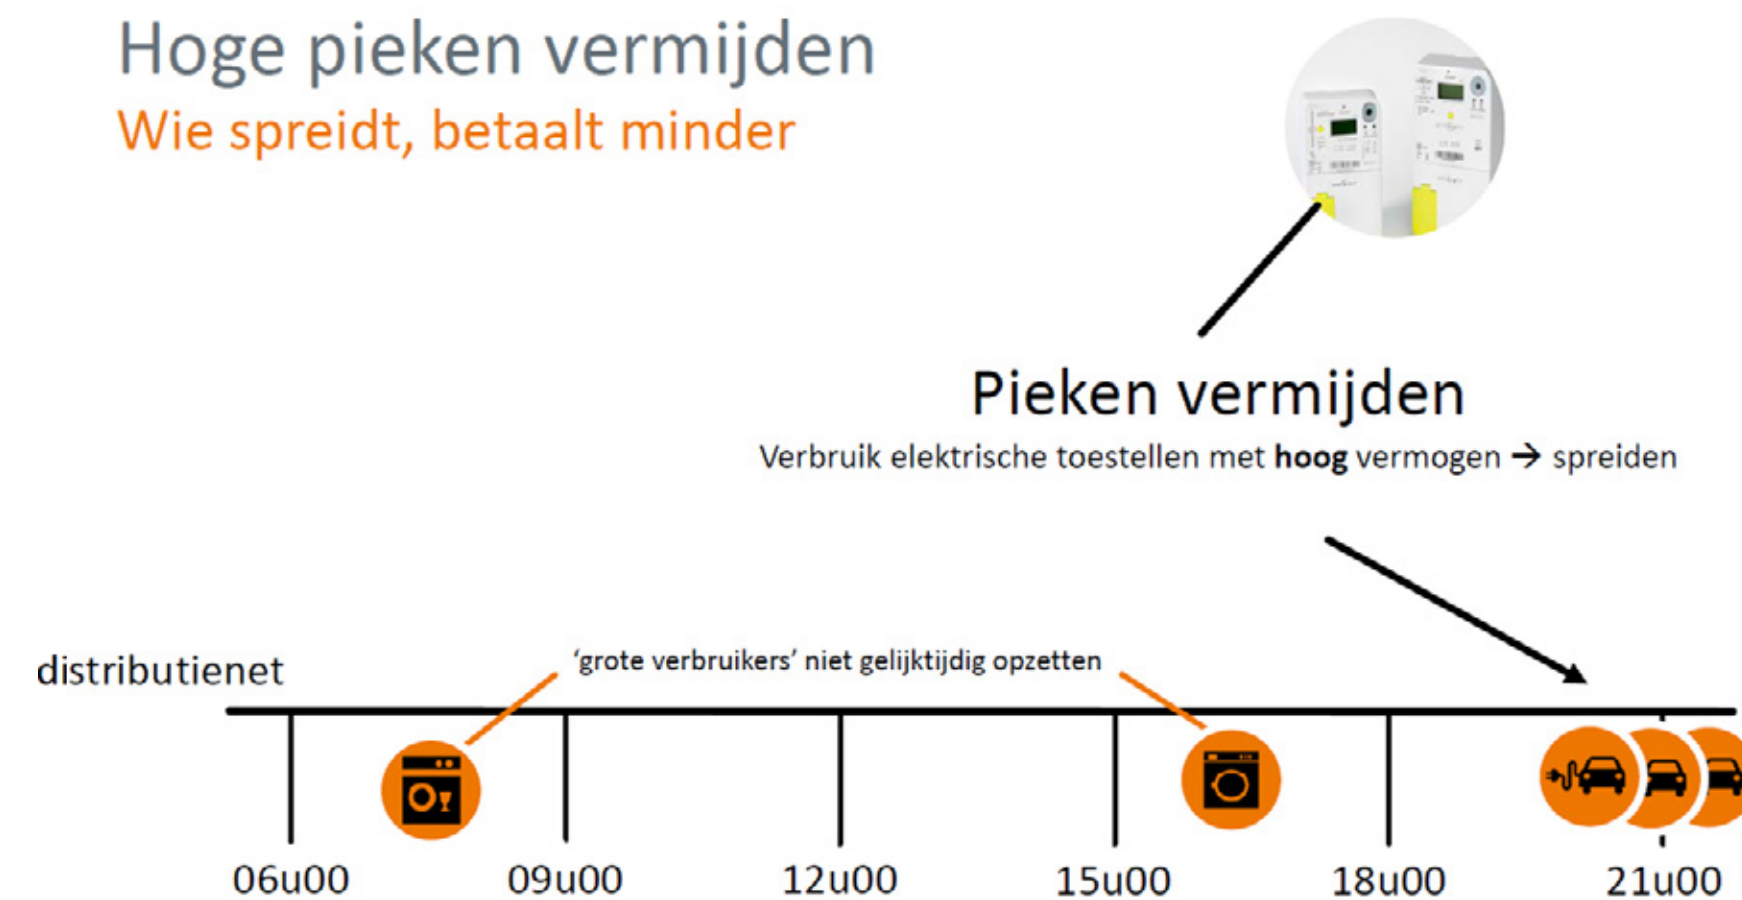 Hoge pieken vermijden
Wie spreidt, betaalt minder
Pieken vermijden
Verbruik elektrische toestellen met hoog vermogen → spreiden
distributienet
‘grote verbruikers’ niet gelijktijdig opzetten
06u00 09u00 12u00 15u00 18u00 21u00